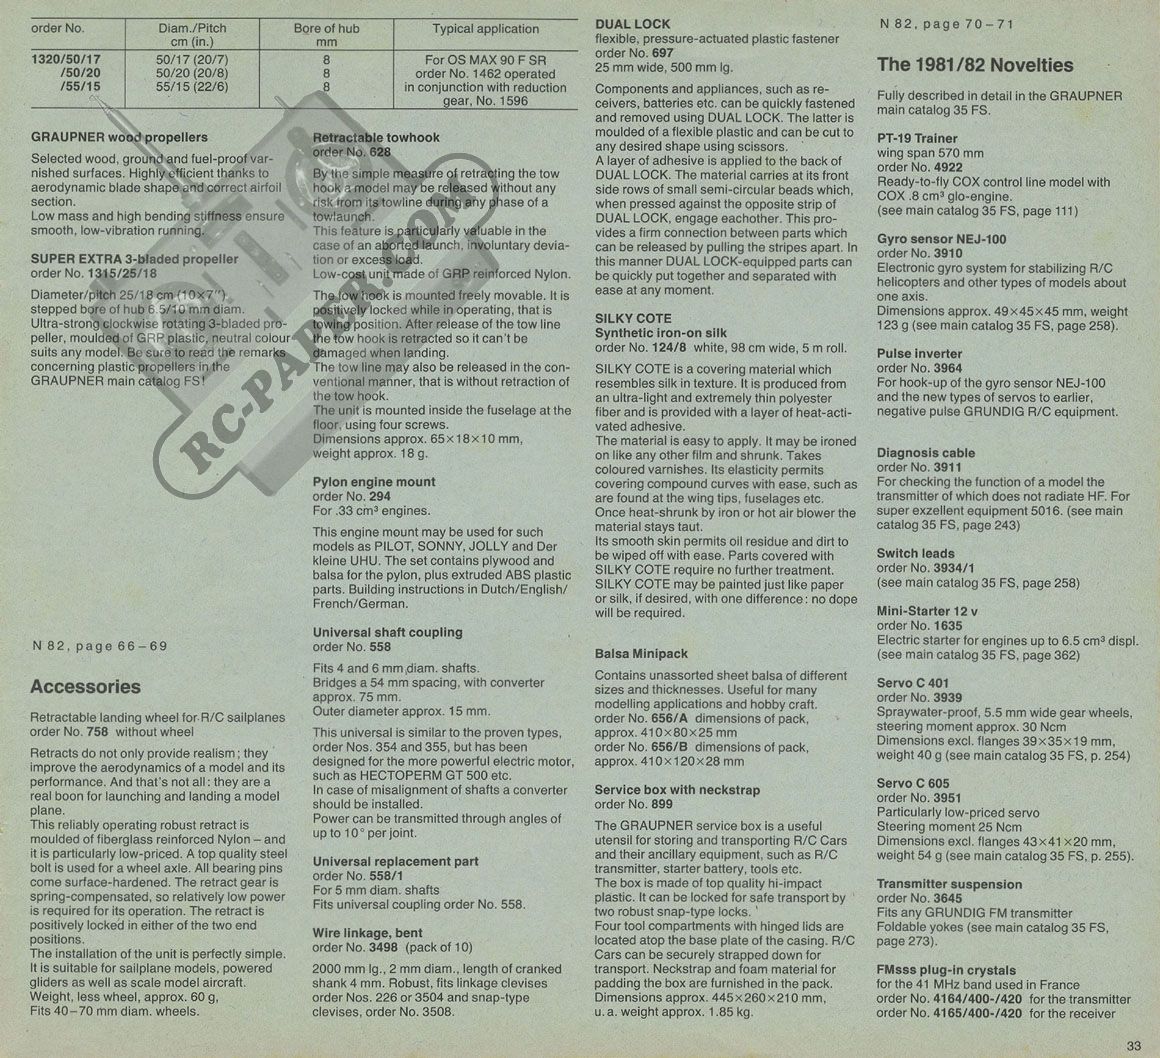 order No.
Diam./Pitch
cm (in.)
Bore of hub
mm
Typical application
1320/50/17 50/17 (20/7) 8 For OS MAX 90 F SR
/50/20 50/20 (20/8) 8 order No. 1462 operated
/55/15 55/15 (22/6) 8 in conjunction with reduction
gear, No. 1596
GRAUPNER wood propellers
Selected wood, ground and fuel-proof var-
nished surfaces. Highly efficient thanks to
aerodynamic blade shape and correct airfoil
section.
Low mass and high bending stiffness ensure
smooth, low-vibration running.
SUPER EXTRA 3-bladed propeller
order No. 1315/25/18
Diameter/pitch 25/18 cm (10×7″)
stepped bore of hub 6.5/10 mm diam.
Ultra-strong clockwise rotating 3-bladed pro-
peller, moulded of GRP plastic, neutral colour
suits any model. Be sure to read the remarks
concerning plastic propellers in the
GRAUPNER main catalog FS!
N 82, page 66–69
Accessories
Retractable landing wheel for R/C sailplanes
order No. 758 without wheel
Retracts do not only provide realism; they
improve the aerodynamics of a model and its
performance. And that's not all: they are a
real boon for launching and landing a model
plane.
This reliably operating robust retract is
moulded of fiberglass reinforced Nylon – and
it is particularly low-priced. A top quality steel
bolt is used for a wheel axle. All bearing pins
come surface-hardened. The retract gear is
spring-compensated, so relatively low power
is required for its operation. The retract is
positively locked in either of the two end
positions.
The installation of the unit is perfectly simple.
It is suitable for sailplane models, powered
gliders as well as scale model aircraft.
Weight, less wheel, approx. 60 g,
Fits 40–70 mm diam. wheels.
Retractable towhook
order No. 628
By the simple measure of retracting the tow
hook a model may be released without any
risk from its towline during any phase of a
towlaunch.
This feature is particularly valuable in the
case of an aborted launch, involuntary devia-
tion or excess load.
Low-cost unit made of GRP reinforced Nylon.
The tow hook is mounted freely movable. It is
positively locked while in operating, that is
towing position. After release of the tow line
the tow hook is retracted so it can't be
damaged when landing.
The tow line may also be released in the con-
ventional manner, that is without retraction of
the tow hook.
The unit is mounted inside the fuselage at the
floor, using four screws.
Dimensions approx. 65×18×10 mm,
weight approx. 18 g.
Pylon engine mount
order No. 294
For .33 cm³ engines.
This engine mount may be used for such
models as PILOT, SONNY, JOLLY and Der
kleine UHU. The set contains plywood and
balsa for the pylon, plus extruded ABS plastic
parts. Building instructions in Dutch/English/
French/German.
Universal shaft coupling
order No. 558
Fits 4 and 6 mm diam. shafts.
Bridges a 54 mm spacing, with converter
approx. 75 mm.
Outer diameter approx. 15 mm.
This universal is similar to the proven types,
order Nos. 354 and 355, but has been
designed for the more powerful electric motor,
such as HECTOPERM GT 500 etc.
In case of misalignment of shafts a converter
should be installed.
Power can be transmitted through angles of
up to 10° per joint.
Universal replacement part
order No. 558/1
For 5 mm diam. shafts
Fits universal coupling order No. 558.
Wire linkage, bent
order No. 3498 (pack of 10)
2000 mm lg., 2 mm diam., length of cranked
shank 4 mm. Robust, fits linkage clevises
order Nos. 226 or 3504 and snap-type
clevises, order No. 3508.
DUAL LOCK
flexible, pressure-actuated plastic fastener
order No. 697
25 mm wide, 500 mm lg.
Components and appliances, such as re-
ceivers, batteries etc. can be quickly fastened
and removed using DUAL LOCK. The latter is
moulded of a flexible plastic and can be cut to
any desired shape using scissors.
A layer of adhesive is applied to the back of
DUAL LOCK. The material carries at its front
side rows of small semi-circular beads which,
when pressed against the opposite strip of
DUAL LOCK, engage eachother. This pro-
vides a firm connection between parts which
can be released by pulling the stripes apart. In
this manner DUAL LOCK-equipped parts can
be quickly put together and separated with
ease at any moment.
SILKY COTE
Synthetic iron-on silk
order No. 124/8 white, 98 cm wide, 5 m roll.
SILKY COTE is a covering material which
resembles silk in texture. It is produced from
an ultra-light and extremely thin polyester
fiber and is provided with a layer of heat-acti-
vated adhesive.
The material is easy to apply. It may be ironed
on like any other film and shrunk. Takes
coloured varnishes. Its elasticity permits
covering compound curves with ease, such as
are found at the wing tips, fuselages etc.
Once heat-shrunk by iron or hot air blower the
material stays taut.
Its smooth skin permits oil residue and dirt to
be wiped off with ease. Parts covered with
SILKY COTE require no further treatment.
SILKY COTE may be painted just like paper
or silk, if desired, with one difference: no dope
will be required.
Balsa Minipack
Contains unassorted sheet balsa of different
sizes and thicknesses. Useful for many
modelling applications and hobby craft.
order No. 656/A dimensions of pack,
approx. 410×80×25 mm
order No. 656/B dimensions of pack,
approx. 410×120×28 mm
Service box with neckstrap
order No. 899
The GRAUPNER service box is a useful
utensil for storing and transporting R/C Cars
and their ancillary equipment, such as R/C
transmitter, starter battery, tools etc.
The box is made of top quality hi-impact
plastic. It can be locked for safe transport by
two robust snap-type locks.
Four tool compartments with hinged lids are
located atop the base plate of the casing. R/C
Cars can be securely strapped down for
transport. Neckstrap and foam material for
padding the box are furnished in the pack.
Dimensions approx. 445×260×210 mm,
u. a. weight approx. 1.85 kg.
N 82, page 70–71
The 1981/82 Novelties
Fully described in detail in the GRAUPNER
main catalog 35 FS.
PT-19 Trainer
wing span 570 mm
order No. 4922
Ready-to-fly COX control line model with
COX .8 cm³ glo-engine.
(see main catalog 35 FS, page 111)
Gyro sensor NEJ-100
order No. 3910
Electronic gyro system for stabilizing R/C
helicopters and other types of models about
one axis.
Dimensions approx. 49×45×45 mm, weight
123 g (see main catalog 35 FS, page 258).
Pulse inverter
order No. 3964
For hook-up of the gyro sensor NEJ-100
and the new types of servos to earlier,
negative pulse GRUNDIG R/C equipment.
Diagnosis cable
order No. 3911
For checking the function of a model the
transmitter of which does not radiate HF. For
super exzellent equipment 5016. (see main
catalog 35 FS, page 243)
Switch leads
order No. 3934/1
(see main catalog 35 FS, page 258)
Mini-Starter 12 v
order No. 1635
Electric starter for engines up to 6.5 cm³ displ.
(see main catalog 35 FS, page 362)
Servo C 401
order No. 3939
Spraywater-proof, 5.5 mm wide gear wheels,
steering moment approx. 30 Ncm
Dimensions excl. flanges 39×35×19 mm,
weight 40 g (see main catalog 35 FS, p. 254)
Servo C 605
order No. 3951
Particularly low-priced servo
Steering moment 25 Ncm
Dimensions excl. flanges 43×41×20 mm,
weight 54 g (see main catalog 35 FS, p. 255).
Transmitter suspension
order No. 3645
Fits any GRUNDIG FM transmitter
Foldable yokes (see main catalog 35 FS,
page 273).
FMsss plug-in crystals
for the 41 MHz band used in France
order No. 4164/400-/420 for the transmitter
order No. 4165/400-/420 for the receiver
33
RC-PAPER.COM